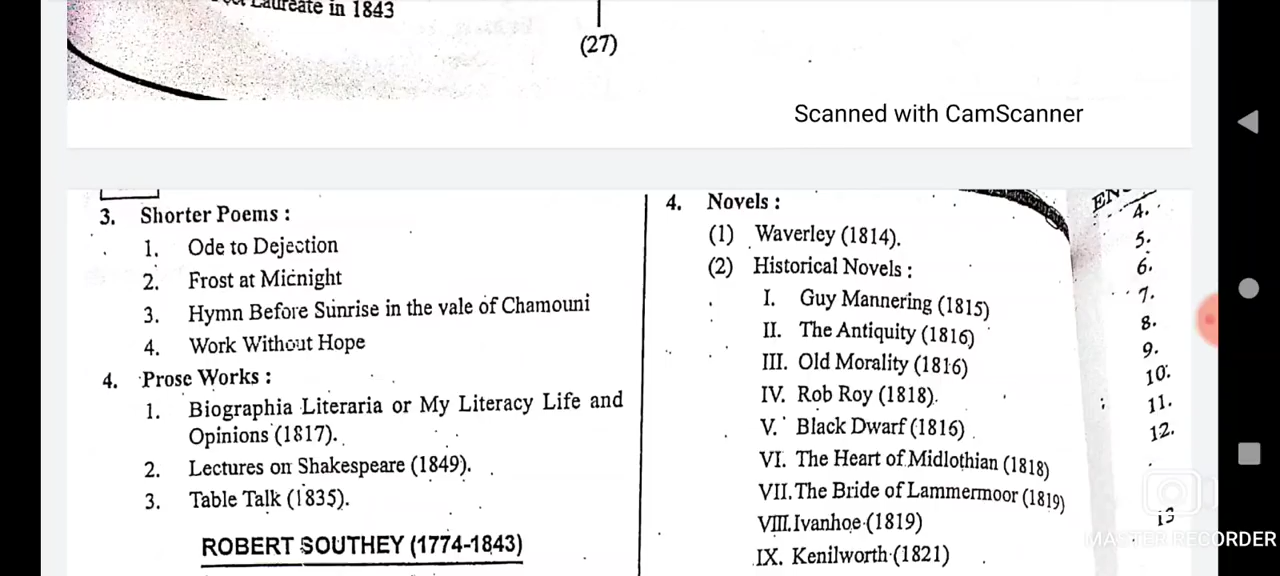 Laureate in 1843
(27)
Scanned with CamScanner
3. Shorter Poems :
1. Ode to Dejection
2. Frost at Micnight
3. Hymn Before Sunrise in the vale of Chamouni
4. Work Without Hope
4. Prose Works :
1. Biographia Literaria or My Literacy Life and
Opinions (1817).
2. Lectures on Shakespeare (1849).
3. Table Talk (1835).
ROBERT SOUTHEY (1774-1843)
4. Novels :
(1) Waverley (1814).
(2) Historical Novels :
I. Guy Mannering (1815)
II. The Antiquity (1816)
III. Old Morality (1816)
IV. Rob Roy (1818).
V. Black Dwarf (1816)
VI. The Heart of Midlothian (1818)
VII. The Bride of Lammermoor (1819)
VIII. Ivanhoe (1819)
IX. Kenilworth (1821)
4.
5.
6.
7.
8.
9.
10.
11.
12.
13
MASTER RECORDER